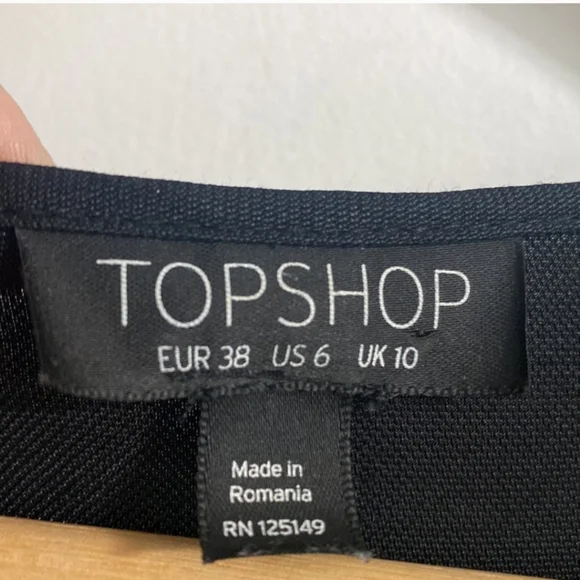 TOPSHOP
EUR 38 US 6 UK 10
Made in
Romania
RN 125149